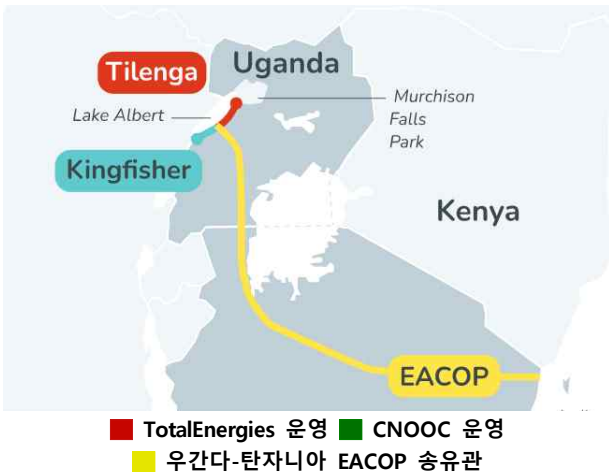 Tilenga
Uganda
Lake Albert
Murchison
Falls
Park
Kingfisher
Kenya
EACOP
TotalEnergies 운영 CNOOC 운영
우간다-탄자니아 EACOP 송유관